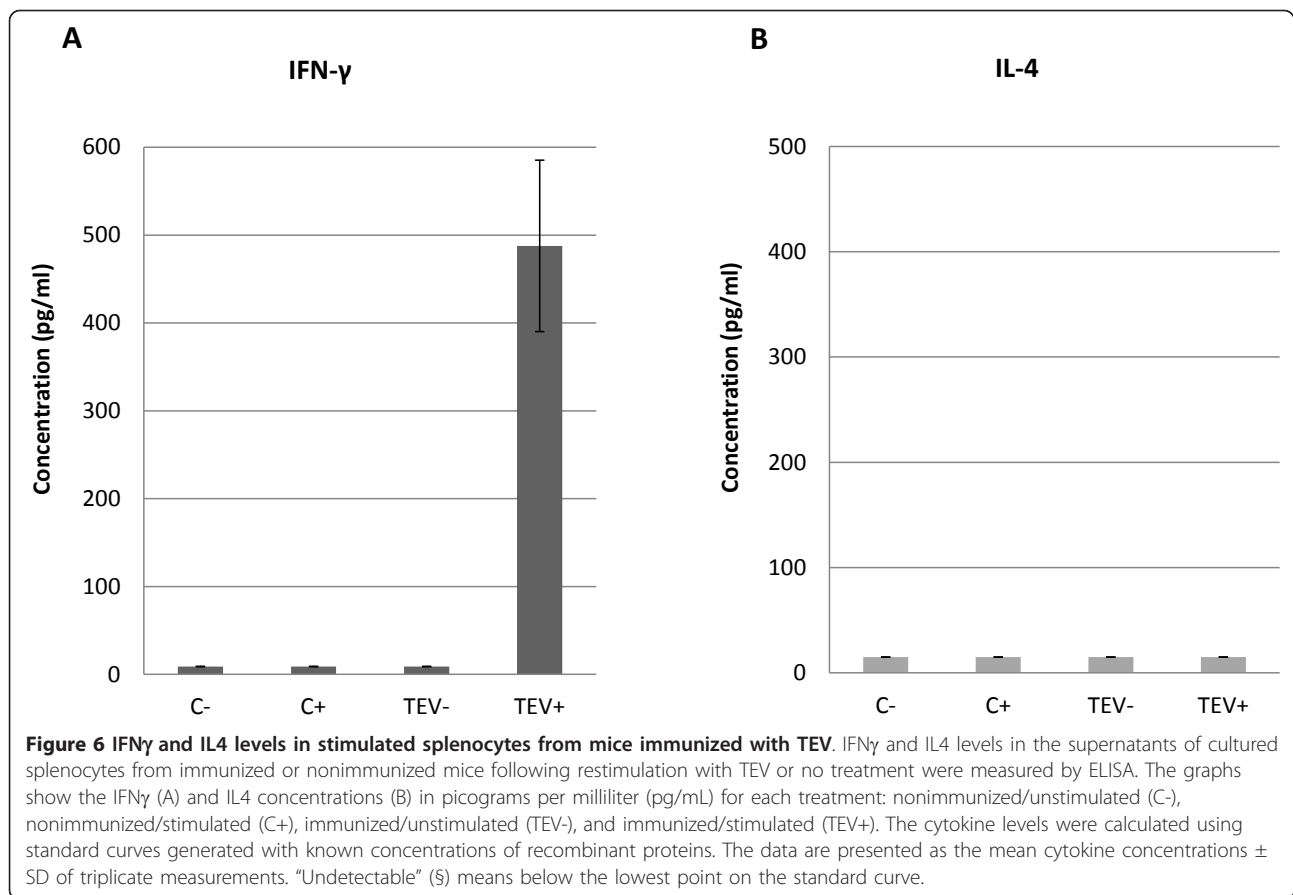 A
IFN-γ
Concentration (pg/ml)
600
500
400
300
200
100
0
C-
C+
TEV-
TEV+
B
IL-4
Concentration (pg/ml)
500
400
300
200
100
0
C-
C+
TEV-
TEV+
Figure 6 IFNγ and IL4 levels in stimulated splenocytes from mice immunized with TEV. IFNγ and IL4 levels in the supernatants of cultured
splenocytes from immunized or nonimmunized mice following restimulation with TEV or no treatment were measured by ELISA. The graphs
show the IFNγ (A) and IL4 concentrations (B) in picograms per milliliter (pg/mL) for each treatment: nonimmunized/unstimulated (C-),
nonimmunized/stimulated (C+), immunized/unstimulated (TEV-), and immunized/stimulated (TEV+). The cytokine levels were calculated using
standard curves generated with known concentrations of recombinant proteins. The data are presented as the mean cytokine concentrations ±
SD of triplicate measurements. "Undetectable" (§) means below the lowest point on the standard curve.